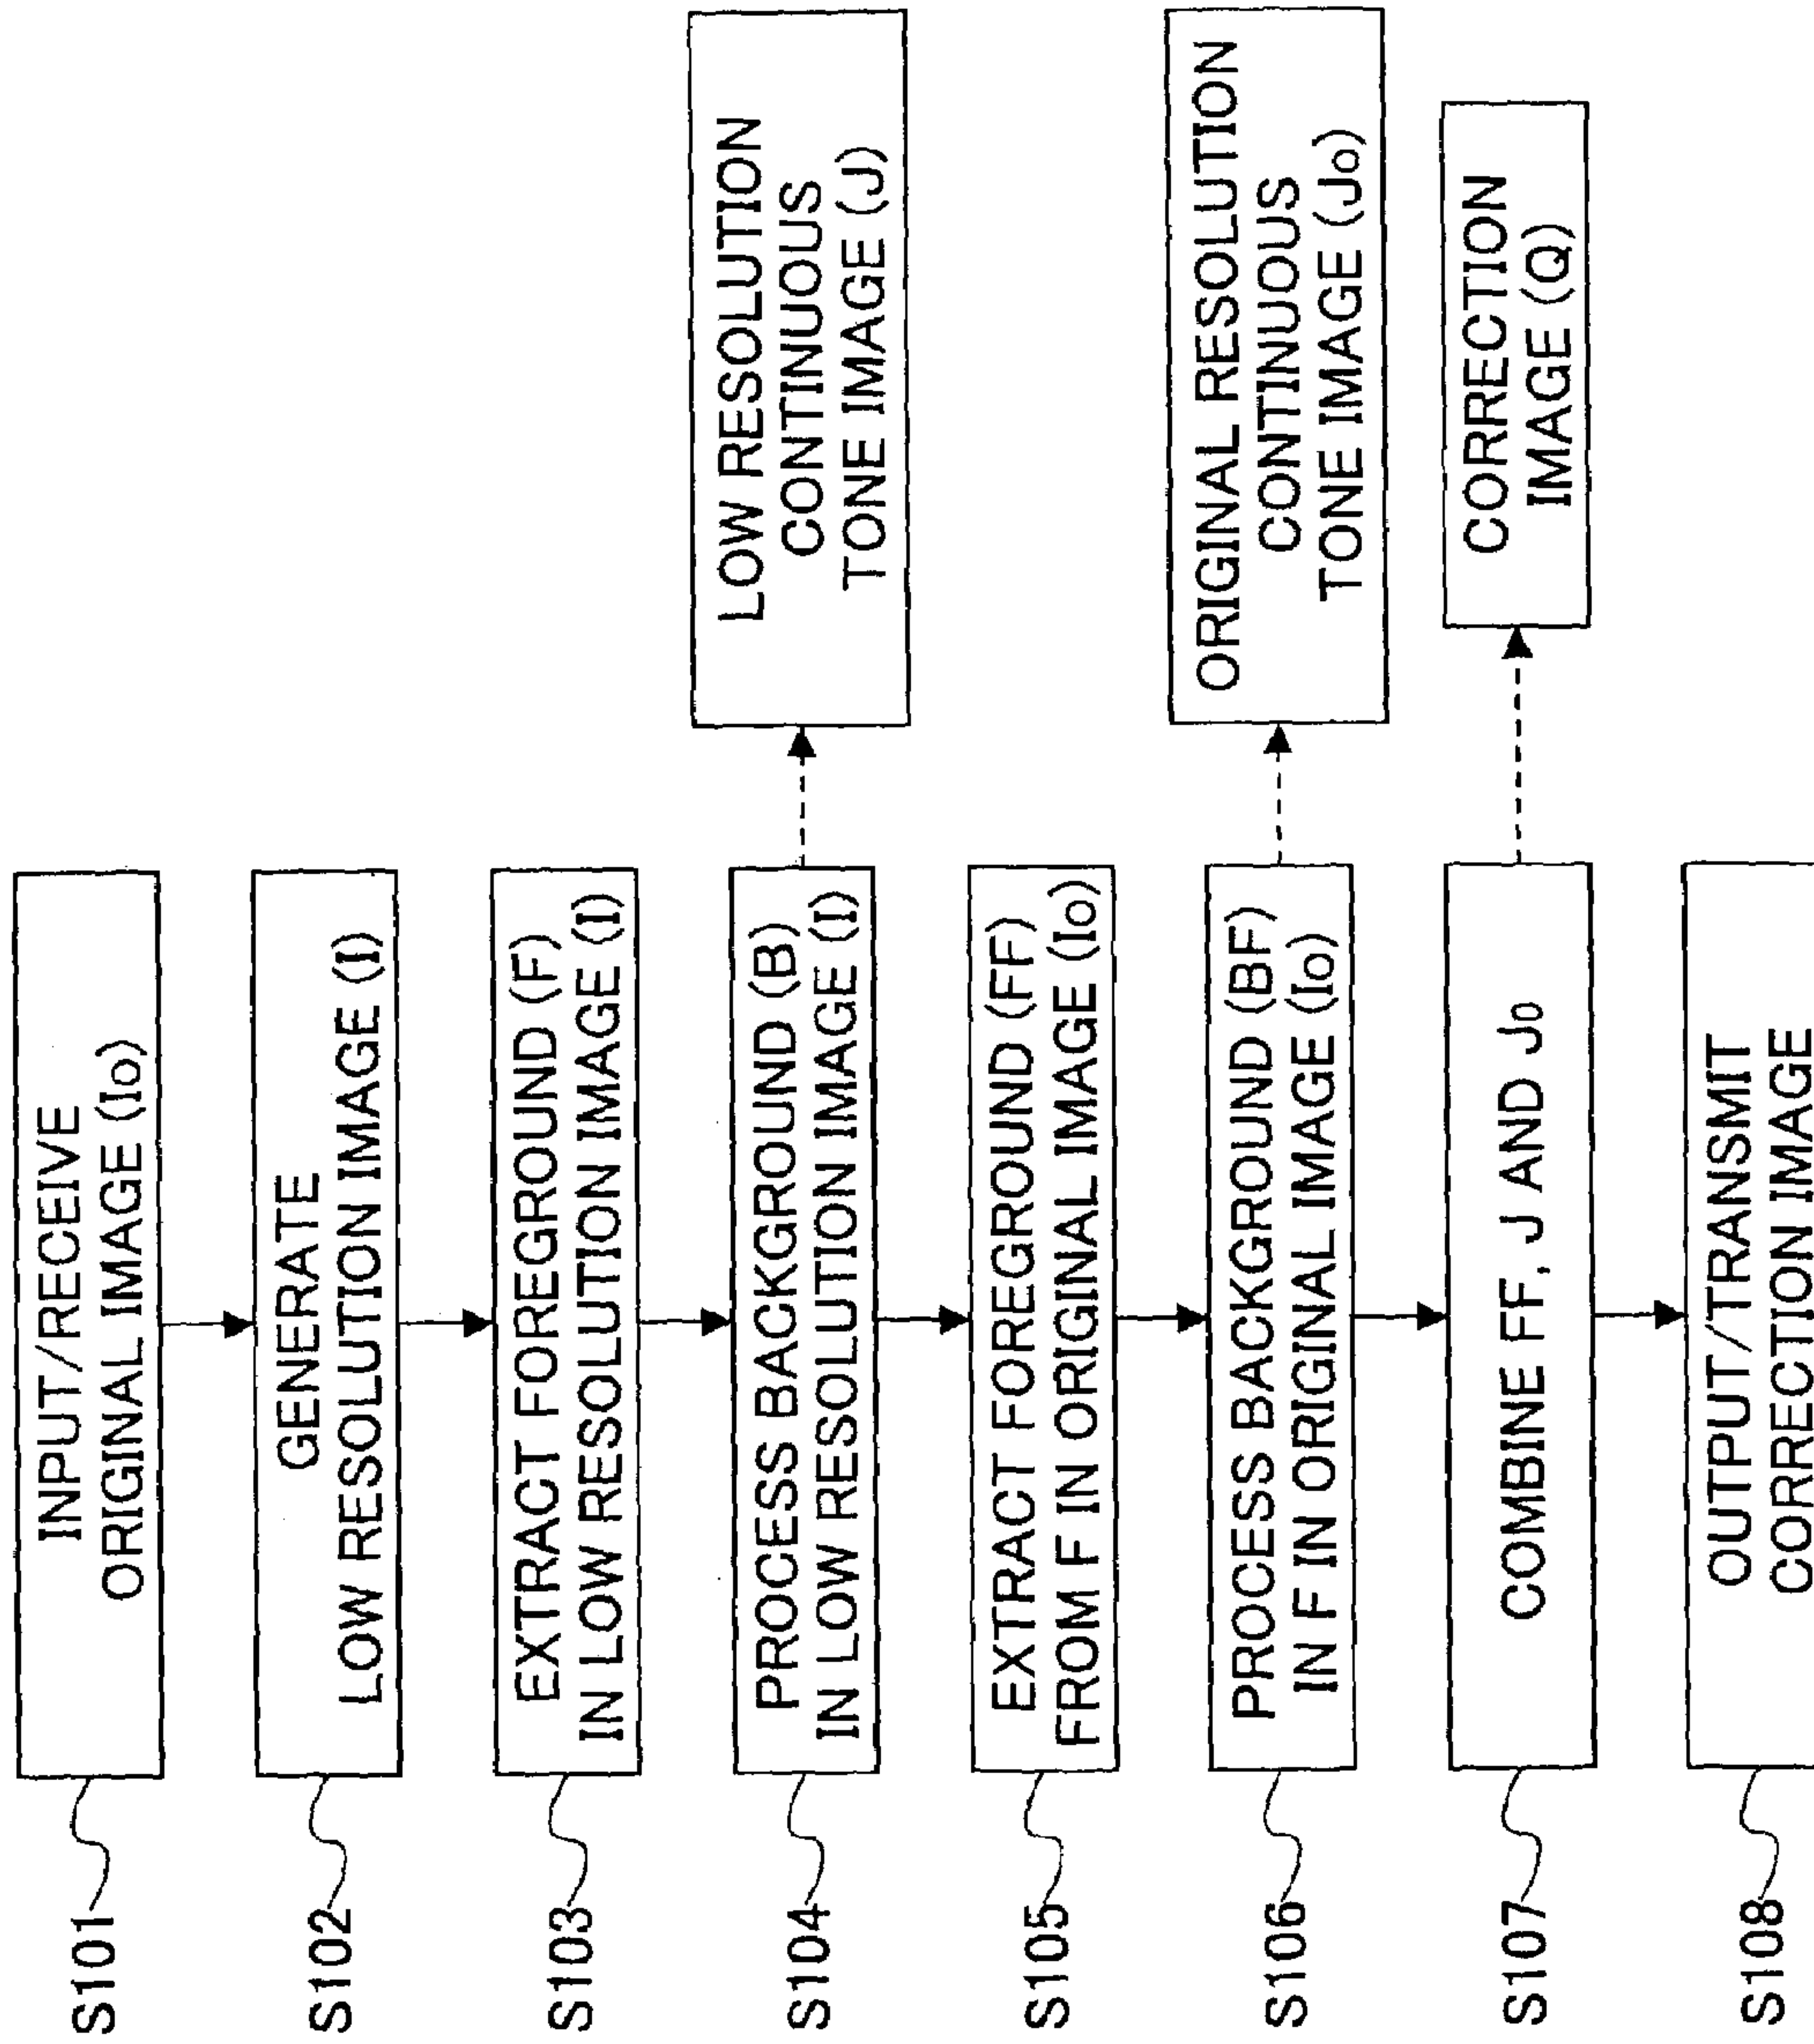 S101
INPUT/RECEIVE
ORIGINAL IMAGE (Io)
S102
GENERATE
LOW RESOLUTION IMAGE (I)
S103
EXTRACT FOREGROUND (F)
IN LOW RESOLUTION IMAGE (I)
S104
PROCESS BACKGROUND (B)
IN LOW RESOLUTION IMAGE (I)
LOW RESOLUTION
CONTINUOUS
TONE IMAGE (J)
S105
EXTRACT FOREGROUND (FF)
FROM F IN ORIGINAL IMAGE (Io)
S106
PROCESS BACKGROUND (BF)
IN F IN ORIGINAL IMAGE (Io)
ORIGINAL RESOLUTION
CONTINUOUS
TONE IMAGE (Jo)
S107
COMBINE FF, J AND J0
CORRECTION
IMAGE (Q)
S108
OUTPUT/TRANSMIT
CORRECTION IMAGE